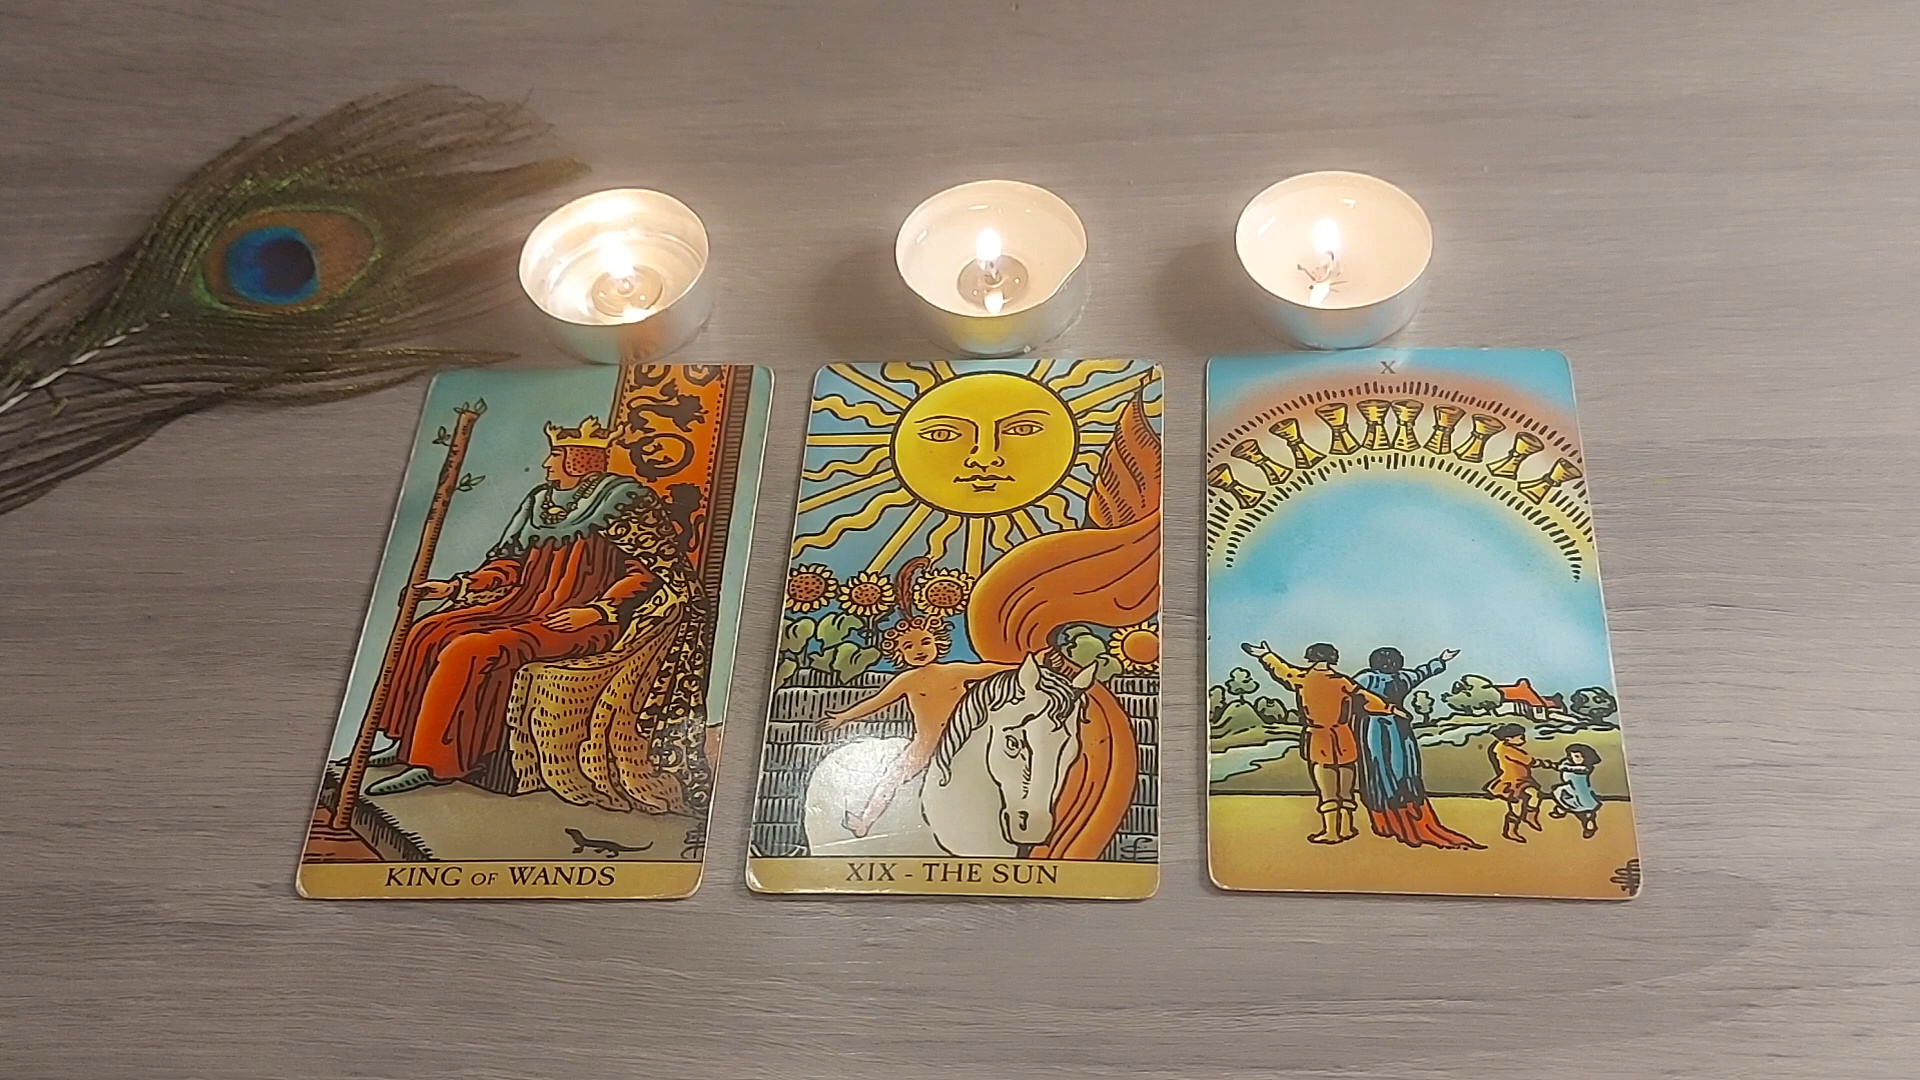 X
KING OF WANDS
XIX - THE SUN